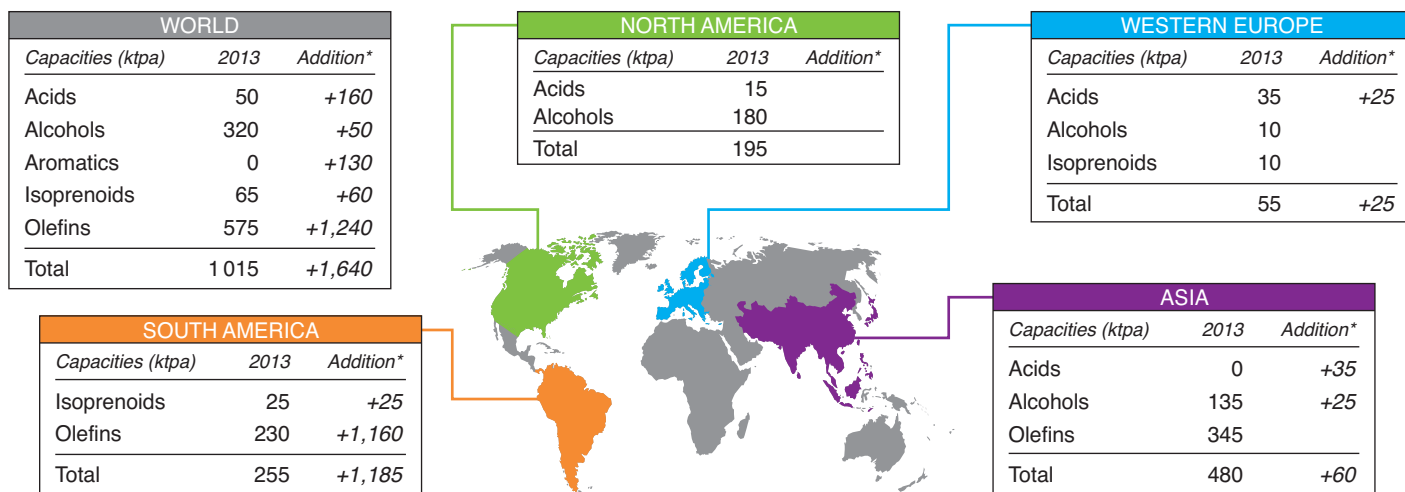 WORLD
Capacities (ktpa) 2013 Addition*
Acids 50 +160
Alcohols 320 +50
Aromatics 0 +130
Isoprenoids 65 +60
Olefins 575 +1,240
Total 1 015 +1,640
NORTH AMERICA
Capacities (ktpa) 2013 Addition*
Acids 15
Alcohols 180
Total 195
WESTERN EUROPE
Capacities (ktpa) 2013 Addition*
Acids 35 +25
Alcohols 10
Isoprenoids 10
Total 55 +25
SOUTH AMERICA
Capacities (ktpa) 2013 Addition*
Isoprenoids 25 +25
Olefins 230 +1,160
Total 255 +1,185
ASIA
Capacities (ktpa) 2013 Addition*
Acids 0 +35
Alcohols 135 +25
Olefins 345
Total 480 +60